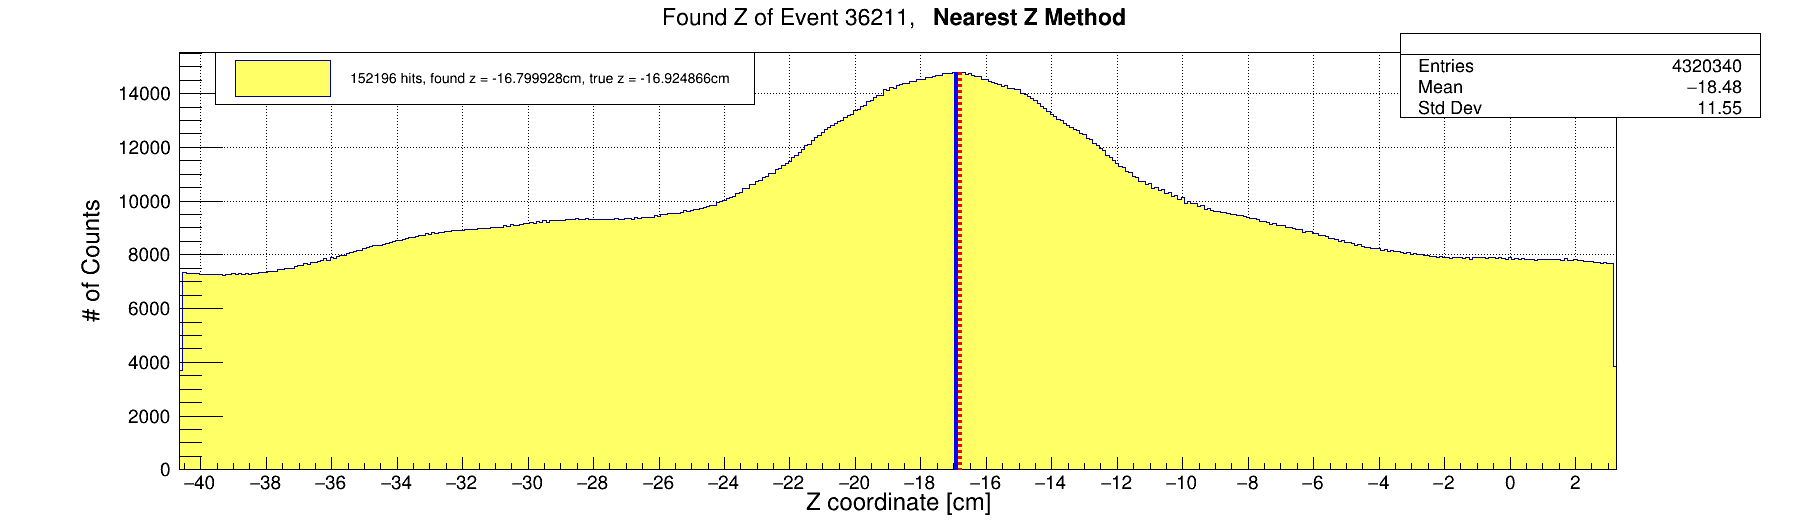 Found Z of Event 36211, Nearest Z Method
152196 hits, found z = -16.799928cm, true z = -16.924866cm
Entries 4320340
Mean −18.48
Std Dev 11.55
# of Counts
14000
12000
10000
8000
6000
4000
2000
0
−40 −38 −36 −34 −32 −30 −28 −26 −24 −22 −20 −18 −16 −14 −12 −10 −8 −6 −4 −2 0 2
Z coordinate [cm]